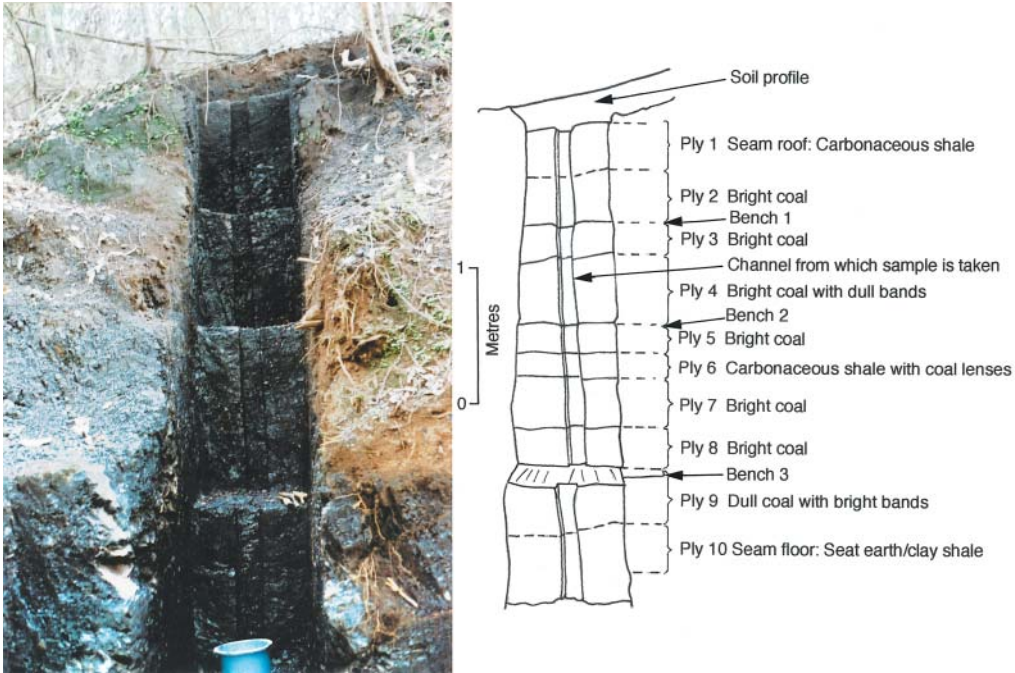 Soil profile
Ply 1 Seam roof: Carbonaceous shale
Ply 2 Bright coal
Bench 1
Ply 3 Bright coal
1
Channel from which sample is taken
Ply 4 Bright coal with dull bands
Metres
Bench 2
Ply 5 Bright coal
Ply 6 Carbonaceous shale with coal lenses
0
Ply 7 Bright coal
Ply 8 Bright coal
Bench 3
Ply 9 Dull coal with bright bands
Ply 10 Seam floor: Seat earth/clay shale